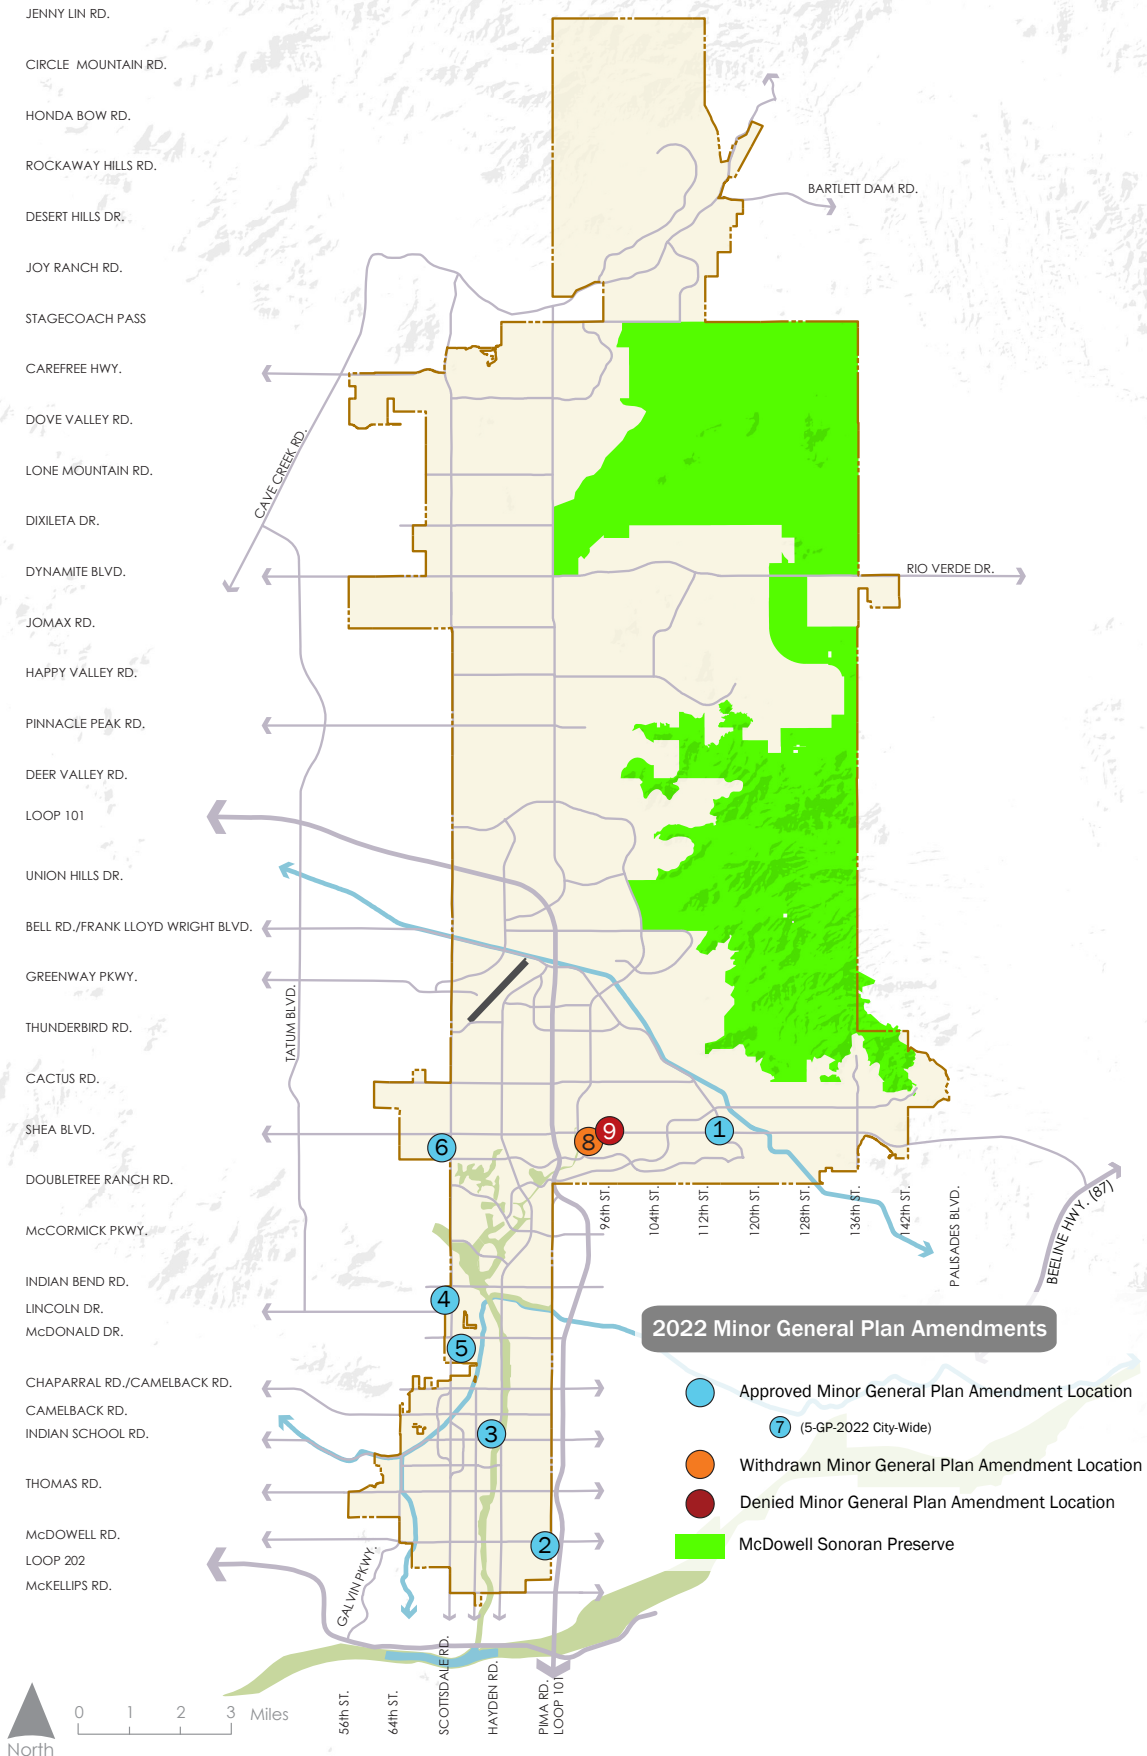 JENNY LIN RD.
CIRCLE MOUNTAIN RD.
HONDA BOW RD.
ROCKAWAY HILLS RD.
BARTLETT DAM RD.
DESERT HILLS DR.
JOY RANCH RD.
STAGECOACH PASS
CAREFREE HWY.
DOVE VALLEY RD.
CAVE CREEK RD.
LONE MOUNTAIN RD.
DIXILETA DR.
DYNAMITE BLVD.
RIO VERDE DR.
JOMAX RD.
HAPPY VALLEY RD.
PINNACLE PEAK RD.
DEER VALLEY RD.
LOOP 101
UNION HILLS DR.
BELL RD./FRANK LLOYD WRIGHT BLVD.
GREENWAY PKWY.
TATUM BLVD.
THUNDERBIRD RD.
CACTUS RD.
SHEA BLVD.
1
9
8
6
DOUBLETREE RANCH RD.
96th ST.
104th ST.
112th ST.
120th ST.
128th ST.
136th ST.
142th ST.
PALISADES BLVD.
BEELINE HWY. (87)
McCORMICK PKWY.
INDIAN BEND RD.
4
LINCOLN DR.
McDONALD DR.
5
2022 Minor General Plan Amendments
CHAPARRAL RD./CAMELBACK RD.
Approved Minor General Plan Amendment Location
CAMELBACK RD.
7 (5-GP-2022 City-Wide)
INDIAN SCHOOL RD.
3
Withdrawn Minor General Plan Amendment Location
THOMAS RD.
Denied Minor General Plan Amendment Location
McDOWELL RD.
2
McDowell Sonoran Preserve
LOOP 202
McKELLIPS RD.
GALVIN PKWY.
56th ST.
64th ST.
SCOTTSDALE RD.
HAYDEN RD.
PIMA RD.
LOOP 101
0 1 2 3 Miles
North